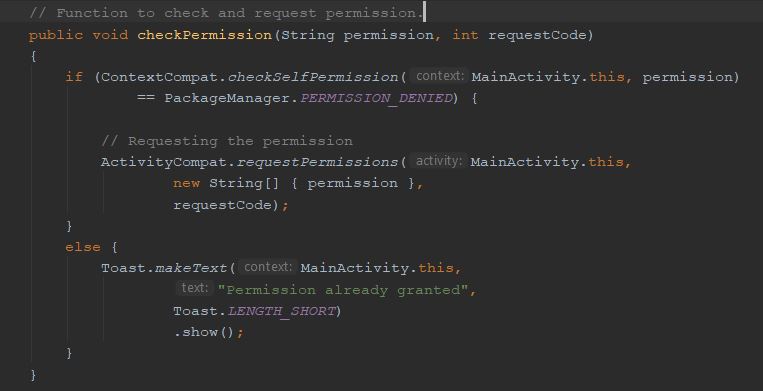 // Function to check and request permission.
public void checkPermission(String permission, int requestCode)
{
if (ContextCompat.checkSelfPermission( context: MainActivity.this, permission)
== PackageManager.PERMISSION_DENIED) {
// Requesting the permission
ActivityCompat.requestPermissions( activity: MainActivity.this,
new String[] { permission },
requestCode);
}
else {
Toast.makeText( context: MainActivity.this,
text: "Permission already granted",
Toast.LENGTH_SHORT)
.show();
}
}